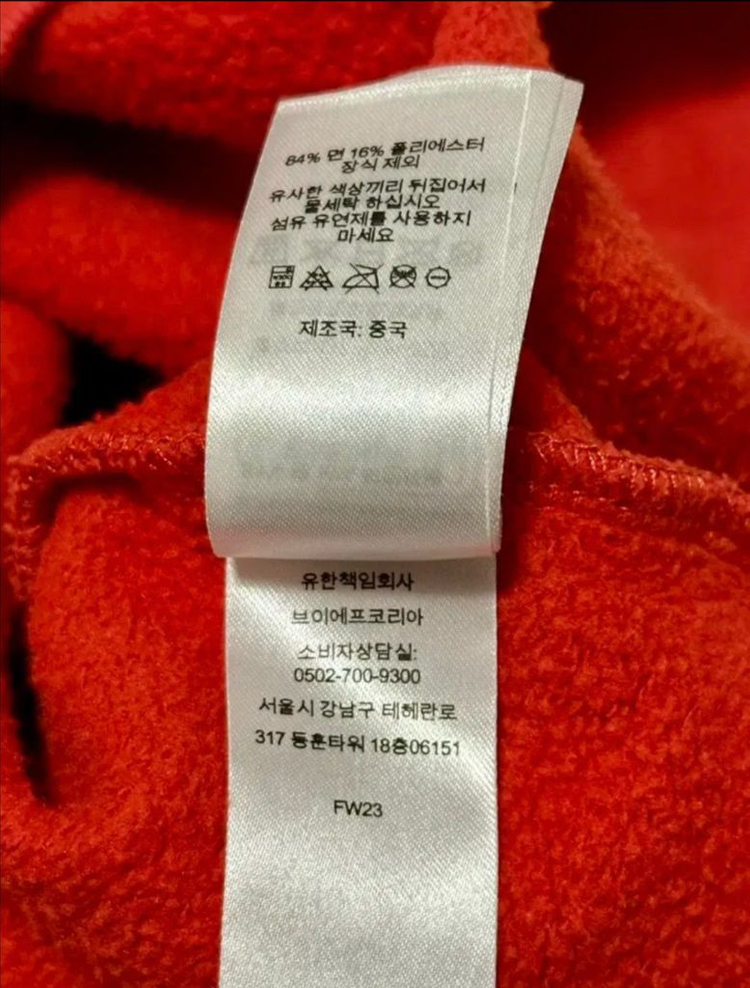 84% 면 16% 폴리에스터
장식 제외
유사한 색상끼리 뒤집어서
물세탁 하십시오
섬유 유연제를 사용하지
마세요
제조국: 중국
유한책임회사
브이에프코리아
소비자상담실:
0502-700-9300
서울시 강남구 테헤란로
317 동훈타워 18층06151
FW23